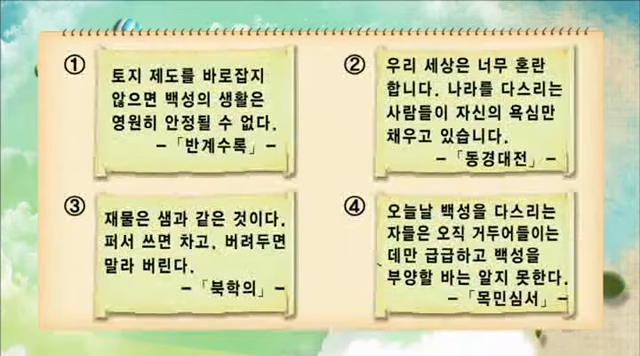 ①
토지 제도를 바로잡지
않으면 백성의 생활은
영원히 안정될 수 없다.
-「반계수록」-
②
우리 세상은 너무 혼란
합니다. 나라를 다스리는
사람들이 자신의 욕심만
채우고 있습니다.
-「동경대전」-
③
재물은 샘과 같은 것이다.
퍼서 쓰면 차고, 버려두면
말라 버린다.
-「북학의」-
④
오늘날 백성을 다스리는
자들은 오직 거두어들이는
데만 급급하고 백성을
부양할 바는 알지 못한다.
-「목민심서」-